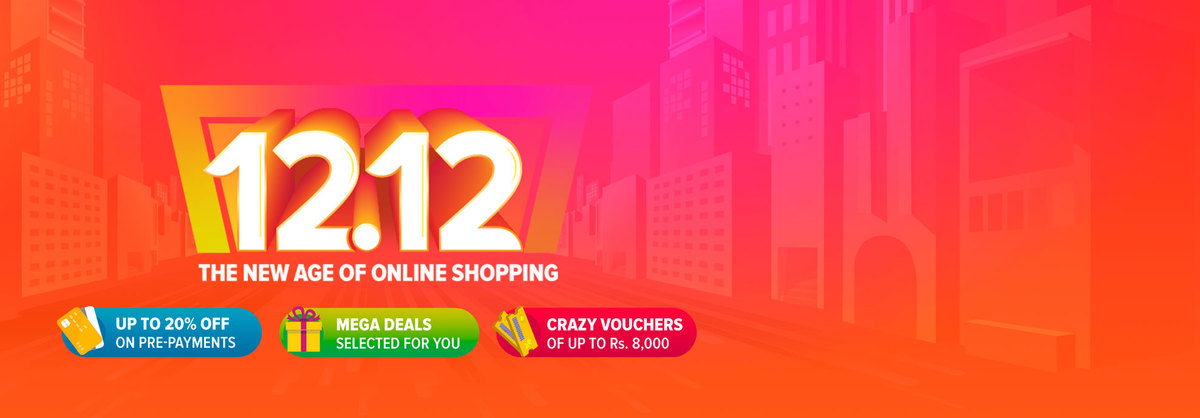 12.12
THE NEW AGE OF ONLINE SHOPPING
UP TO 20% OFF
ON PRE-PAYMENTS
MEGA DEALS
SELECTED FOR YOU
CRAZY VOUCHERS
OF UP TO Rs. 8,000